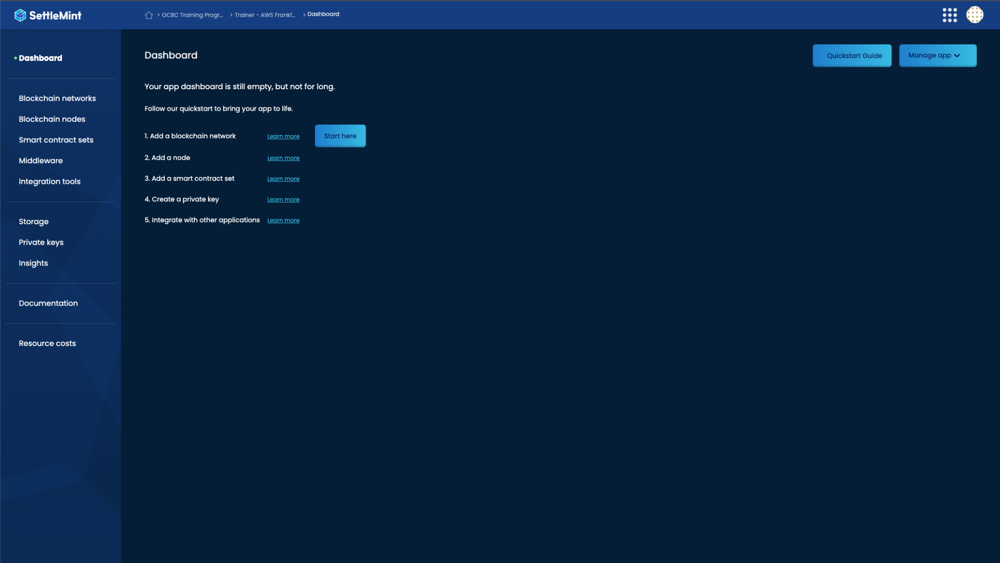 SettleMint
> OCBC Training Progr... > Trainer - AWS Frankf... > Dashboard
Dashboard
Blockchain networks
Blockchain nodes
Smart contract sets
Middleware
Integration tools
Storage
Private keys
Insights
Documentation
Resource costs
Dashboard
Quickstart Guide
Manage app
Your app dashboard is still empty, but not for long.
Follow our quickstart to bring your app to life.
1. Add a blockchain network Learn more Start here
2. Add a node Learn more
3. Add a smart contract set Learn more
4. Create a private key Learn more
5. Integrate with other applications Learn more